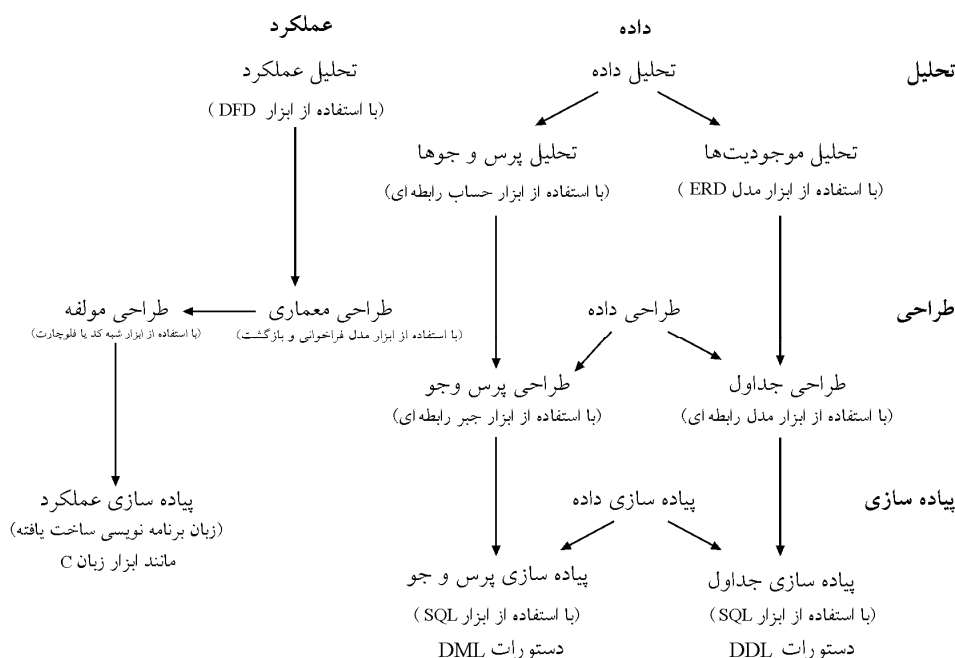 داده
عملکرد
تحلیل
تحلیل داده
تحلیل عملکرد
(با استفاده از ابزار DFD )
تحلیل موجودیت‌ها
(با استفاده از ابزار مدل ERD )
تحلیل پرس و جوها
(با استفاده از ابزار حساب رابطه ای)
طراحی
طراحی داده
طراحی معماری
(با استفاده از ابزار مدل فراخوانی و بازگشت)
طراحی مولفه
(با استفاده از ابزار شبه کد یا فلوچارت)
طراحی جداول
(با استفاده از ابزار مدل رابطه ای)
طراحی پرس وجو
(با استفاده از ابزار جبر رابطه ای)
پیاده سازی
پیاده سازی داده
پیاده سازی عملکرد
(زبان برنامه نویسی ساخت یافته)
مانند ابزار زبان C
پیاده سازی جداول
(با استفاده از ابزار SQL )
دستورات DDL
پیاده سازی پرس و جو
(با استفاده از ابزار SQL )
دستورات DML